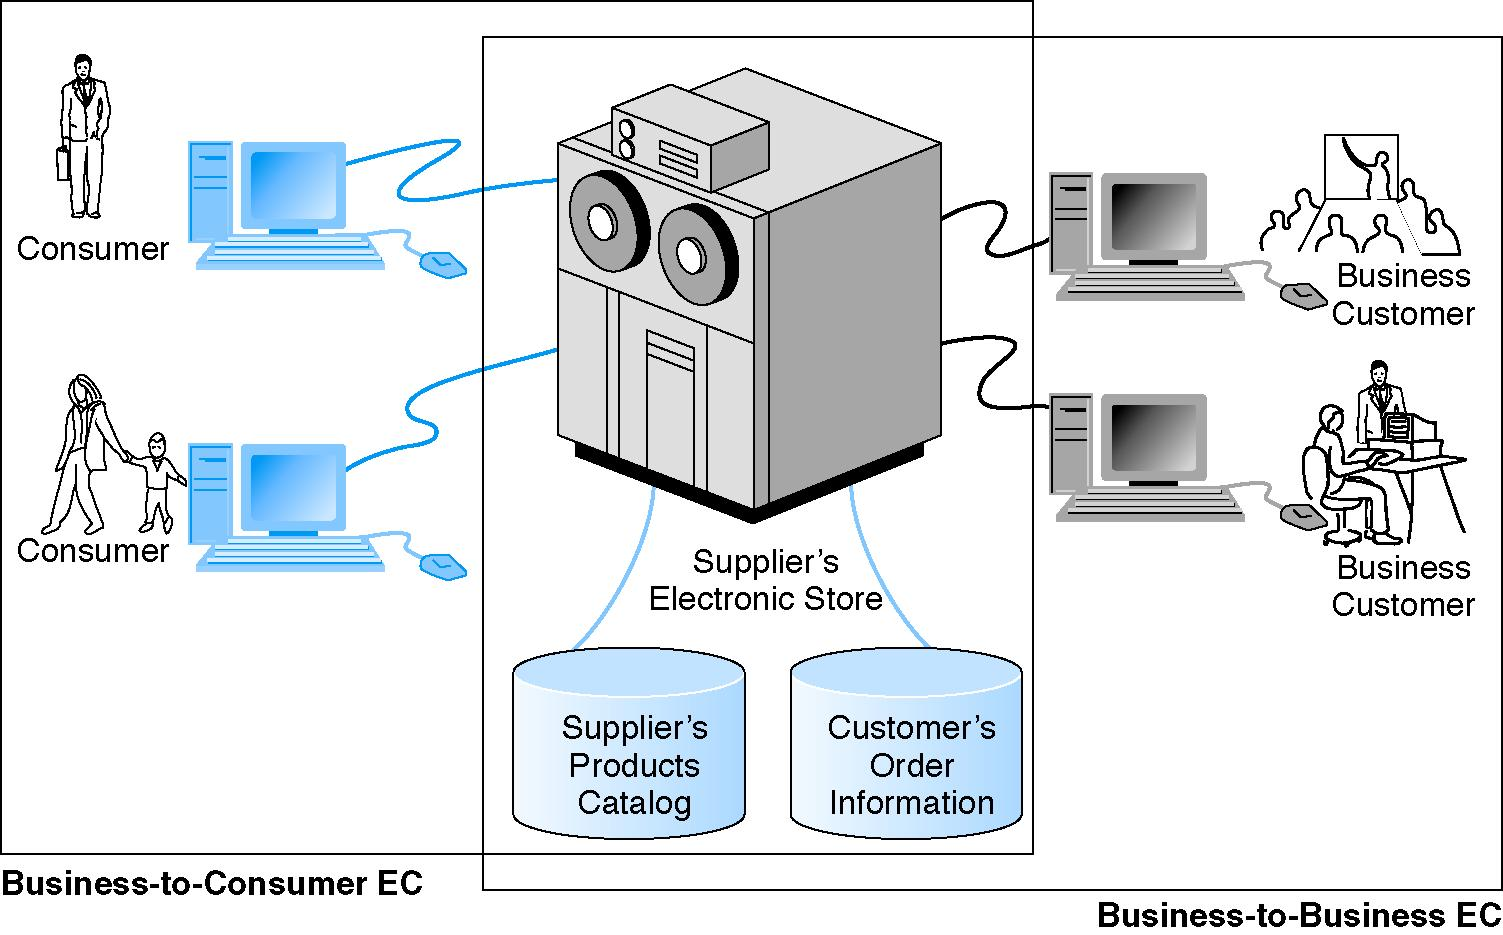 Consumer
Consumer
Supplier’s
Electronic Store
Supplier’s
Products
Catalog
Customer’s
Order
Information
Business
Customer
Business
Customer
Business-to-Consumer EC
Business-to-Business EC